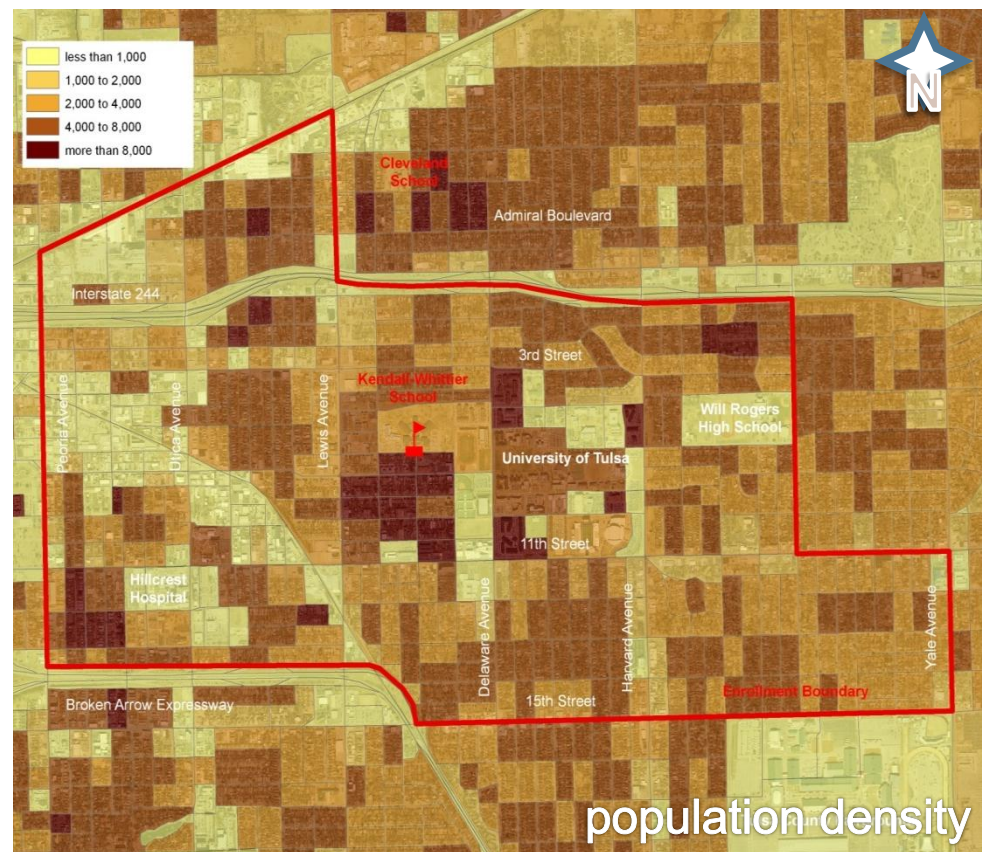 less than 1,000
1,000 to 2,000
2,000 to 4,000
4,000 to 8,000
more than 8,000
N
Cleveland
School
Admiral Boulevard
Interstate 244
3rd Street
Kendall-Whittier
School
Peoria Avenue
Utica Avenue
Lewis Avenue
Will Rogers
High School
University of Tulsa
11th Street
Hillcrest
Hospital
Delaware Avenue
Harvard Avenue
Yale Avenue
Enrollment Boundary
15th Street
Broken Arrow Expressway
population density